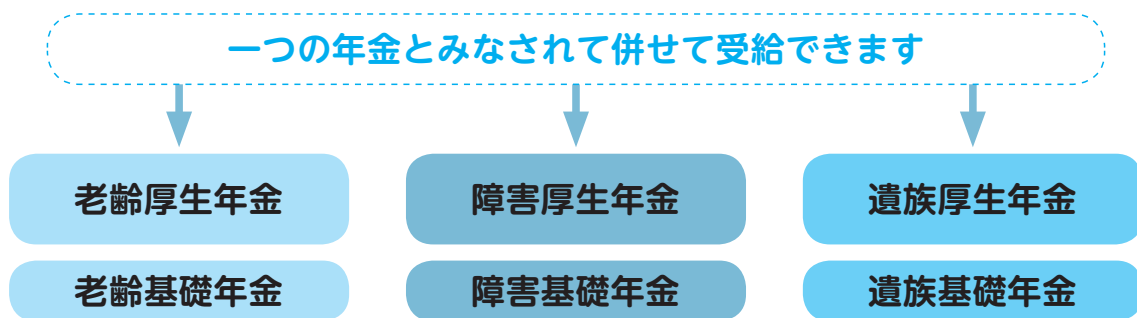 一つの年金とみなされて併せて受給できます
老齢厚生年金
障害厚生年金
遺族厚生年金
老齢基礎年金
障害基礎年金
遺族基礎年金